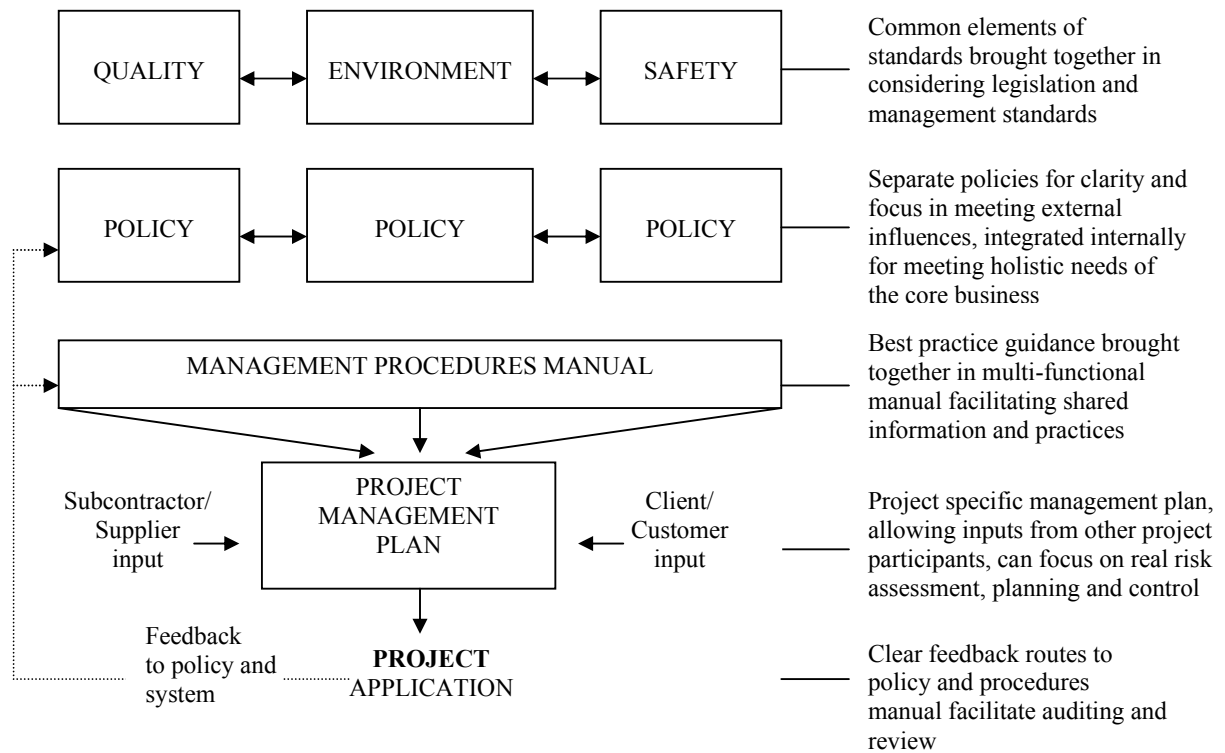 QUALITY
ENVIRONMENT
SAFETY
Common elements of
standards brought together in
considering legislation and
management standards
POLICY
POLICY
POLICY
Separate policies for clarity and
focus in meeting external
influences, integrated internally
for meeting holistic needs of
the core business
MANAGEMENT PROCEDURES MANUAL
Best practice guidance brought
together in multi-functional
manual facilitating shared
information and practices
Subcontractor/
Supplier
input
PROJECT
MANAGEMENT
PLAN
Client/
Customer
input
Project specific management plan,
allowing inputs from other project
participants, can focus on real risk
assessment, planning and control
Feedback
to policy and
system
PROJECT
APPLICATION
Clear feedback routes to
policy and procedures
manual facilitate auditing and
review